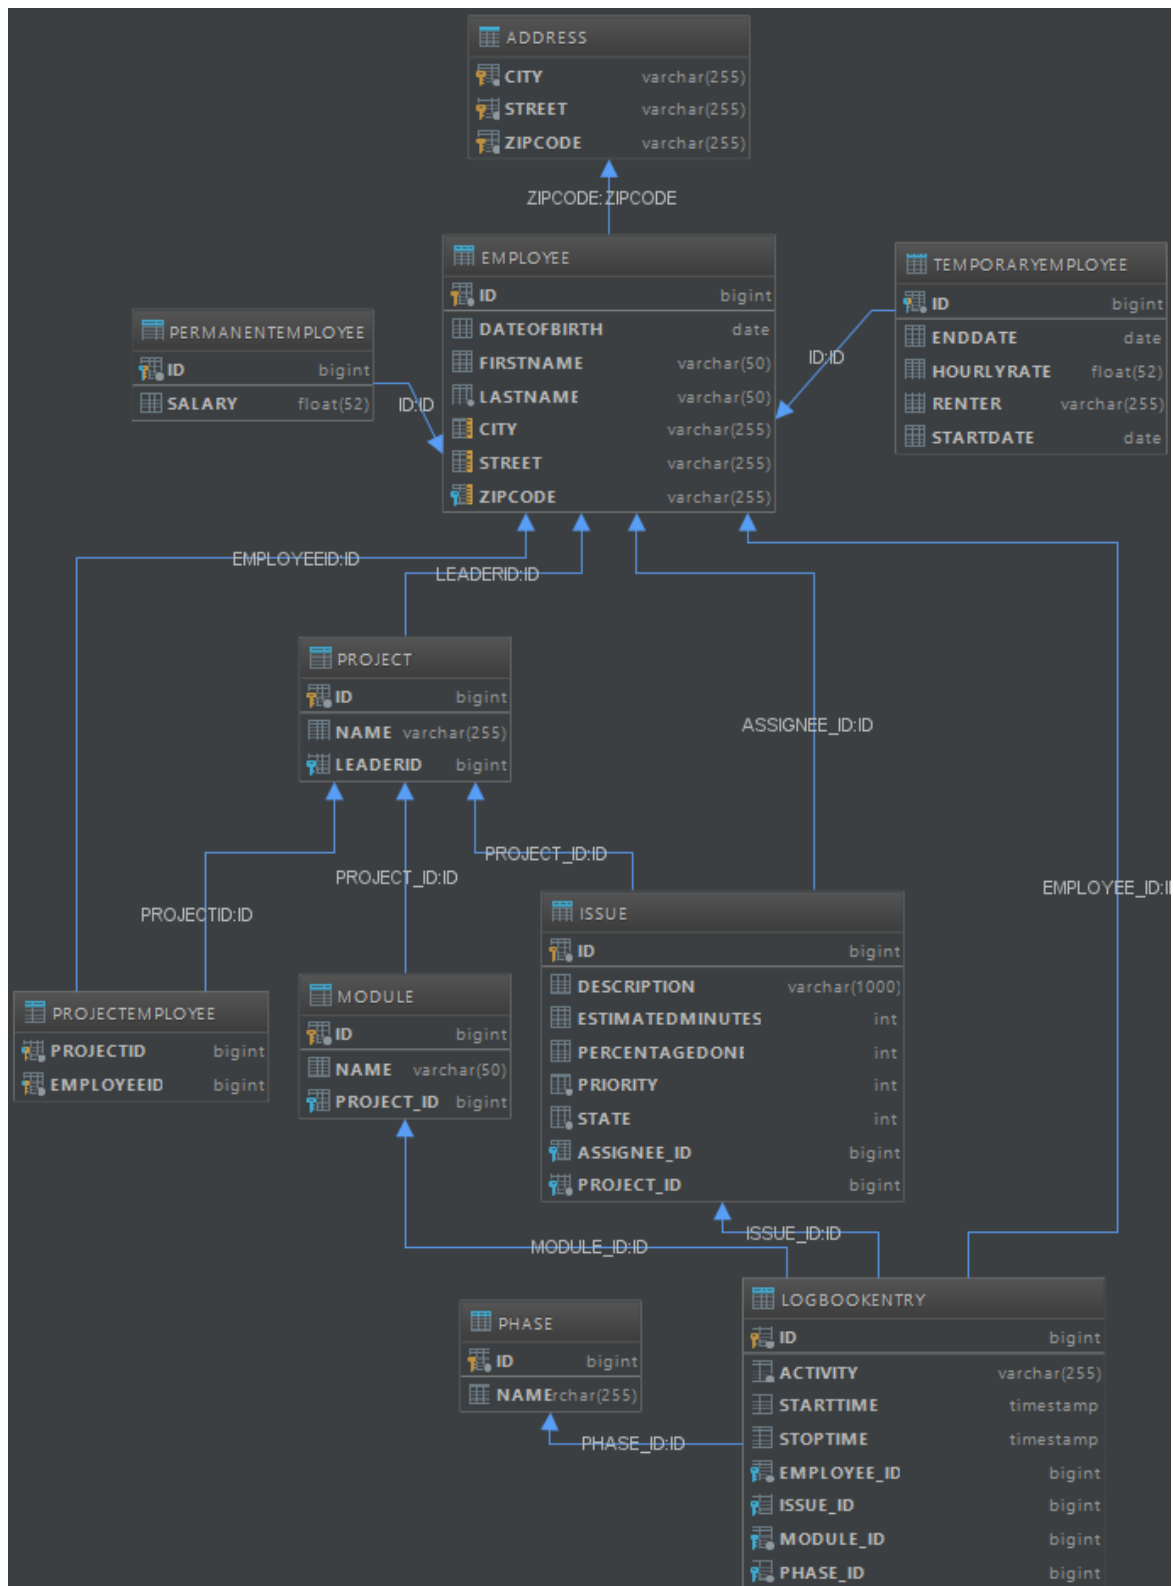 ADDRESS
CITY varchar(255)
STREET varchar(255)
ZIPCODE varchar(255)
ZIPCODE:ZIPCODE
EMPLOYEE
ID bigint
DATEOFBIRTH date
FIRSTNAME varchar(50)
LASTNAME varchar(50)
CITY varchar(255)
STREET varchar(255)
ZIPCODE varchar(255)
TEMPORARYEMPLOYEE
ID bigint
ENDDATE date
HOURLYRATE float(52)
RENTER varchar(255)
STARTDATE date
ID:ID
PERMANENTEMPLOYEE
ID bigint
SALARY float(52)
ID:ID
EMPLOYEEID:ID
LEADERID:ID
PROJECT
ID bigint
NAME varchar(255)
LEADERID bigint
ASSIGNEE_ID:ID
PROJECT_ID:ID
PROJECT_ID:ID
EMPLOYEE_ID:I
PROJECTID:ID
ISSUE
ID bigint
DESCRIPTION varchar(1000)
ESTIMATEDMINUTES int
PERCENTAGEDONE int
PRIORITY int
STATE int
ASSIGNEE_ID bigint
PROJECT_ID bigint
MODULE
ID bigint
NAME varchar(50)
PROJECT_ID bigint
PROJECTEMPLOYEE
PROJECTID bigint
EMPLOYEEID bigint
ISSUE_ID:ID
MODULE_ID:ID
PHASE
ID bigint
NAME rchar(255)
PHASE_ID:ID
LOGBOOKENTRY
ID bigint
ACTIVITY varchar(255)
STARTTIME timestamp
STOPTIME timestamp
EMPLOYEE_ID bigint
ISSUE_ID bigint
MODULE_ID bigint
PHASE_ID bigint